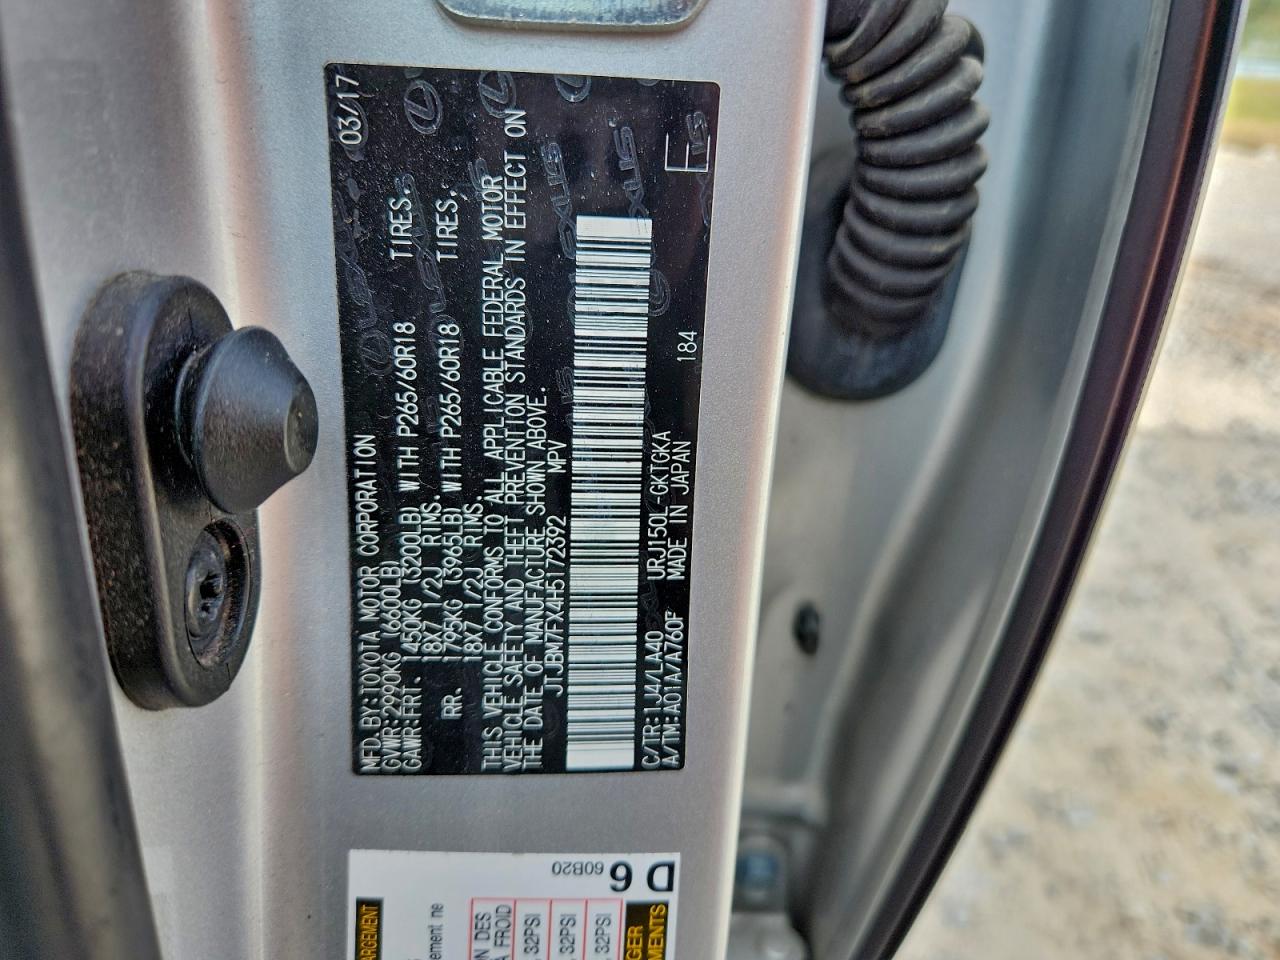 MFD. BY: TOYOTA MOTOR CORPORATION 03/17
GVWR: 2990KG (6600LB)
GAWR: FRT. 1450KG (3200LB) WITH P265/60R18 TIRES,
18X7 1/2J RIMS.
RR. 1795KG (3965LB) WITH P265/60R18 TIRES,
18X7 1/2J RIMS.
THIS VEHICLE CONFORMS TO ALL APPLICABLE FEDERAL MOTOR
VEHICLE SAFETY AND THEFT PREVENTION STANDARDS IN EFFECT ON
THE DATE OF MANUFACTURE SHOWN ABOVE.
JTJBM7FX4H5172392 MPV
C/TR: 1J4/LA40 URJ150L-GKTGKA
A/TM: A01A/A760F MADE IN JAPAN 184
LEXUS
D 6
60B20
32PSI
32PSI
32PSI